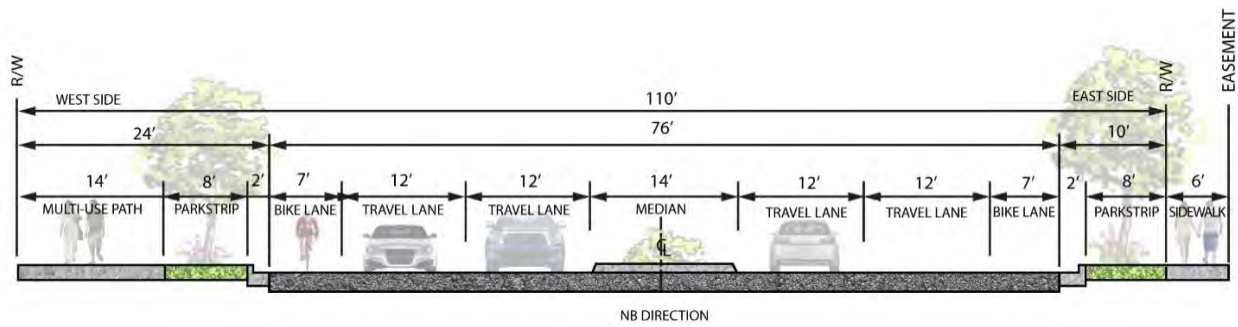 R/W
WEST SIDE
110′
EAST SIDE
R/W
EASEMENT
24′
76′
10′
14′
8′
2′
7′
12′
12′
14′
12′
12′
7′
2′
8′
6′
MULTI-USE PATH
PARKSTRIP
BIKE LANE
TRAVEL LANE
TRAVEL LANE
MEDIAN
TRAVEL LANE
TRAVEL LANE
BIKE LANE
PARKSTRIP
SIDEWALK
℄
NB DIRECTION